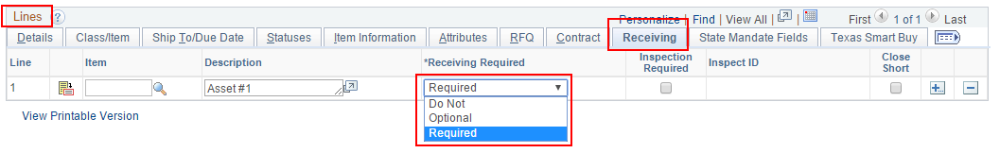 Lines ? Personalize | Find | View All | First 1 of 1 Last
Details Class/Item Ship To/Due Date Statuses Item Information Attributes RFQ Contract Receiving State Mandate Fields Texas Smart Buy
Line Item Description *Receiving Required Inspection Required Inspect ID Close Short
1 Asset #1 Required
Do Not
Optional
Required
View Printable Version